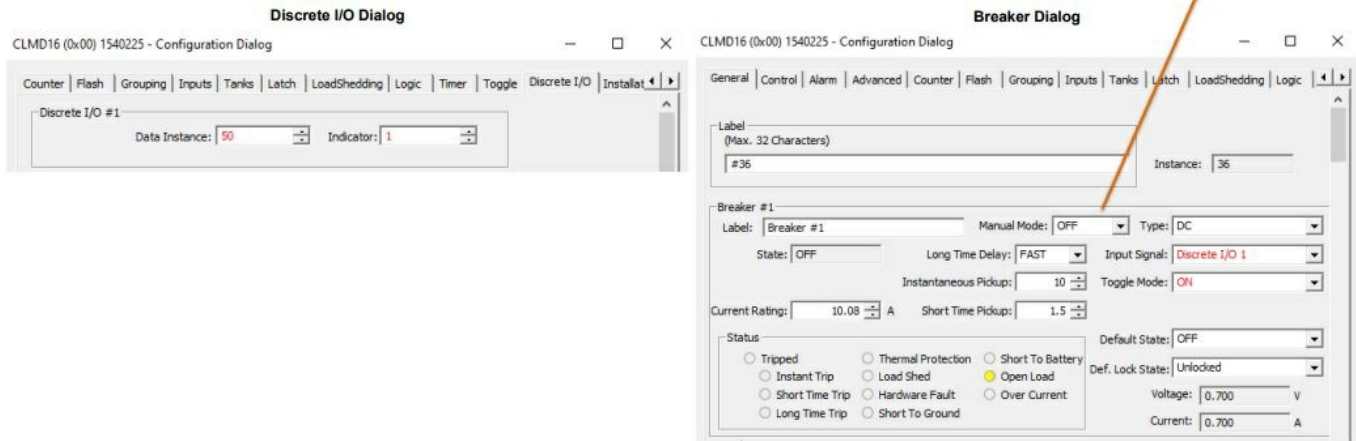 Discrete I/O Dialog
CLMD16 (0x00) 1540225 - Configuration Dialog
Counter Flash Grouping Inputs Tanks Latch LoadShedding Logic Timer Toggle Discrete I/O Installat
Discrete I/O #1
Data Instance: 50 Indicator: 1
Breaker Dialog
CLMD16 (0x00) 1540225 - Configuration Dialog
General Control Alarm Advanced Counter Flash Grouping Inputs Tanks Latch LoadShedding Logic
Label
(Max. 32 Characters)
#36 Instance: 36
Breaker #1
Label: Breaker #1 Manual Mode: OFF Type: DC
State: OFF Long Time Delay: FAST Input Signal: Discrete I/O 1
Instantaneous Pickup: 10 Toggle Mode: ON
Current Rating: 10.08 A Short Time Pickup: 1.5
Status Default State: OFF
Tripped Thermal Protection Short To Battery Def. Lock State: Unlocked
Instant Trip Load Shed Open Load
Short Time Trip Hardware Fault Over Current Voltage: 0.700 V
Long Time Trip Short To Ground Current: 0.700 A